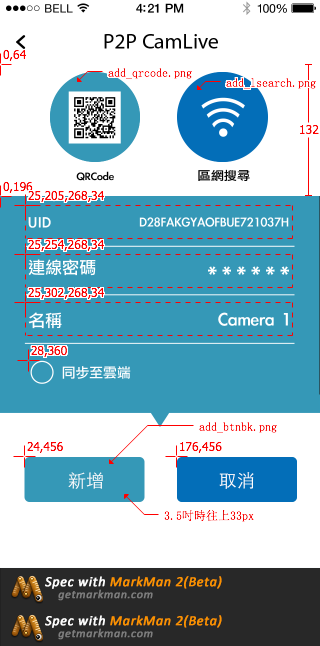 BELL 4:21 PM 100%
P2P CamLive
0,64
add_qrcode.png
add_lsearch.png
132
QRCode 區網搜尋
0,196
25,205,268,34
UID D28FAKGYAOFBUE721037H
25,254,268,34
連線密碼 ******
25,302,268,34
名稱 Camera 1
28,360
同步至雲端
add_btnbk.png
24,456 176,456
新增 取消
3.5吋時往上33px
Spec with MarkMan 2(Beta)
getmarkman.com
Spec with MarkMan 2(Beta)
getmarkman.com